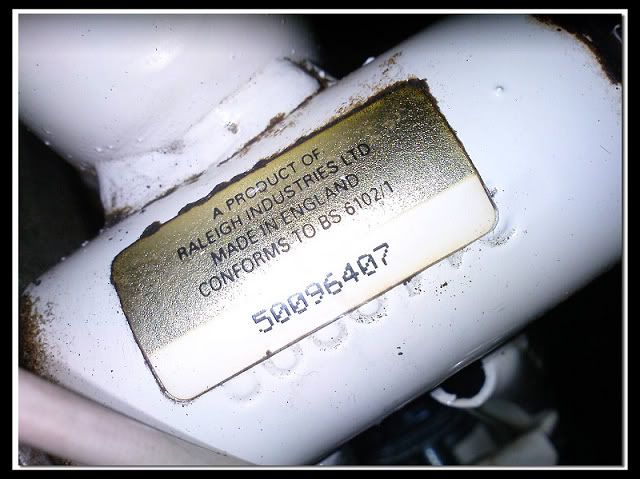 A PRODUCT OF
RALEIGH INDUSTRIES LTD
MADE IN ENGLAND
CONFORMS TO BS 6102/1
50096407